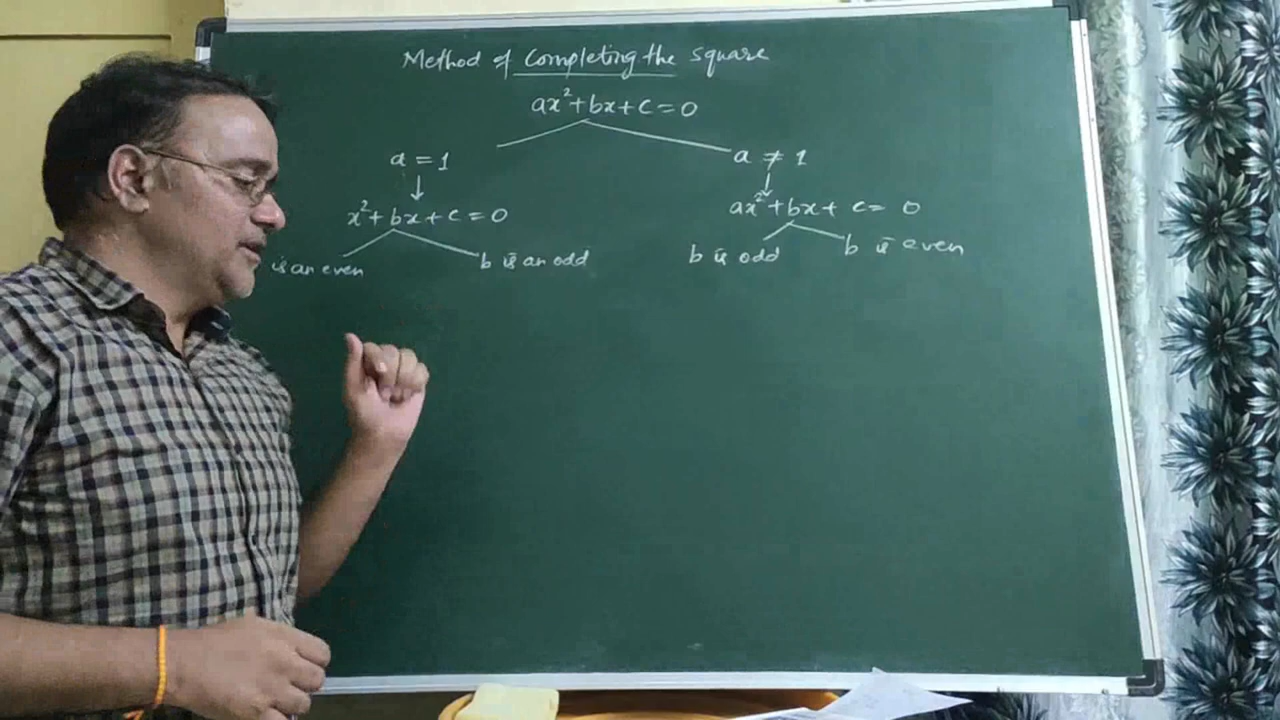 Method of Completing the square
ax²+bx+c=0
a = 1
a ≠ 1
x²+bx+c=0
ax²+bx+c=0
is an even
b is an odd
b is odd
b is even